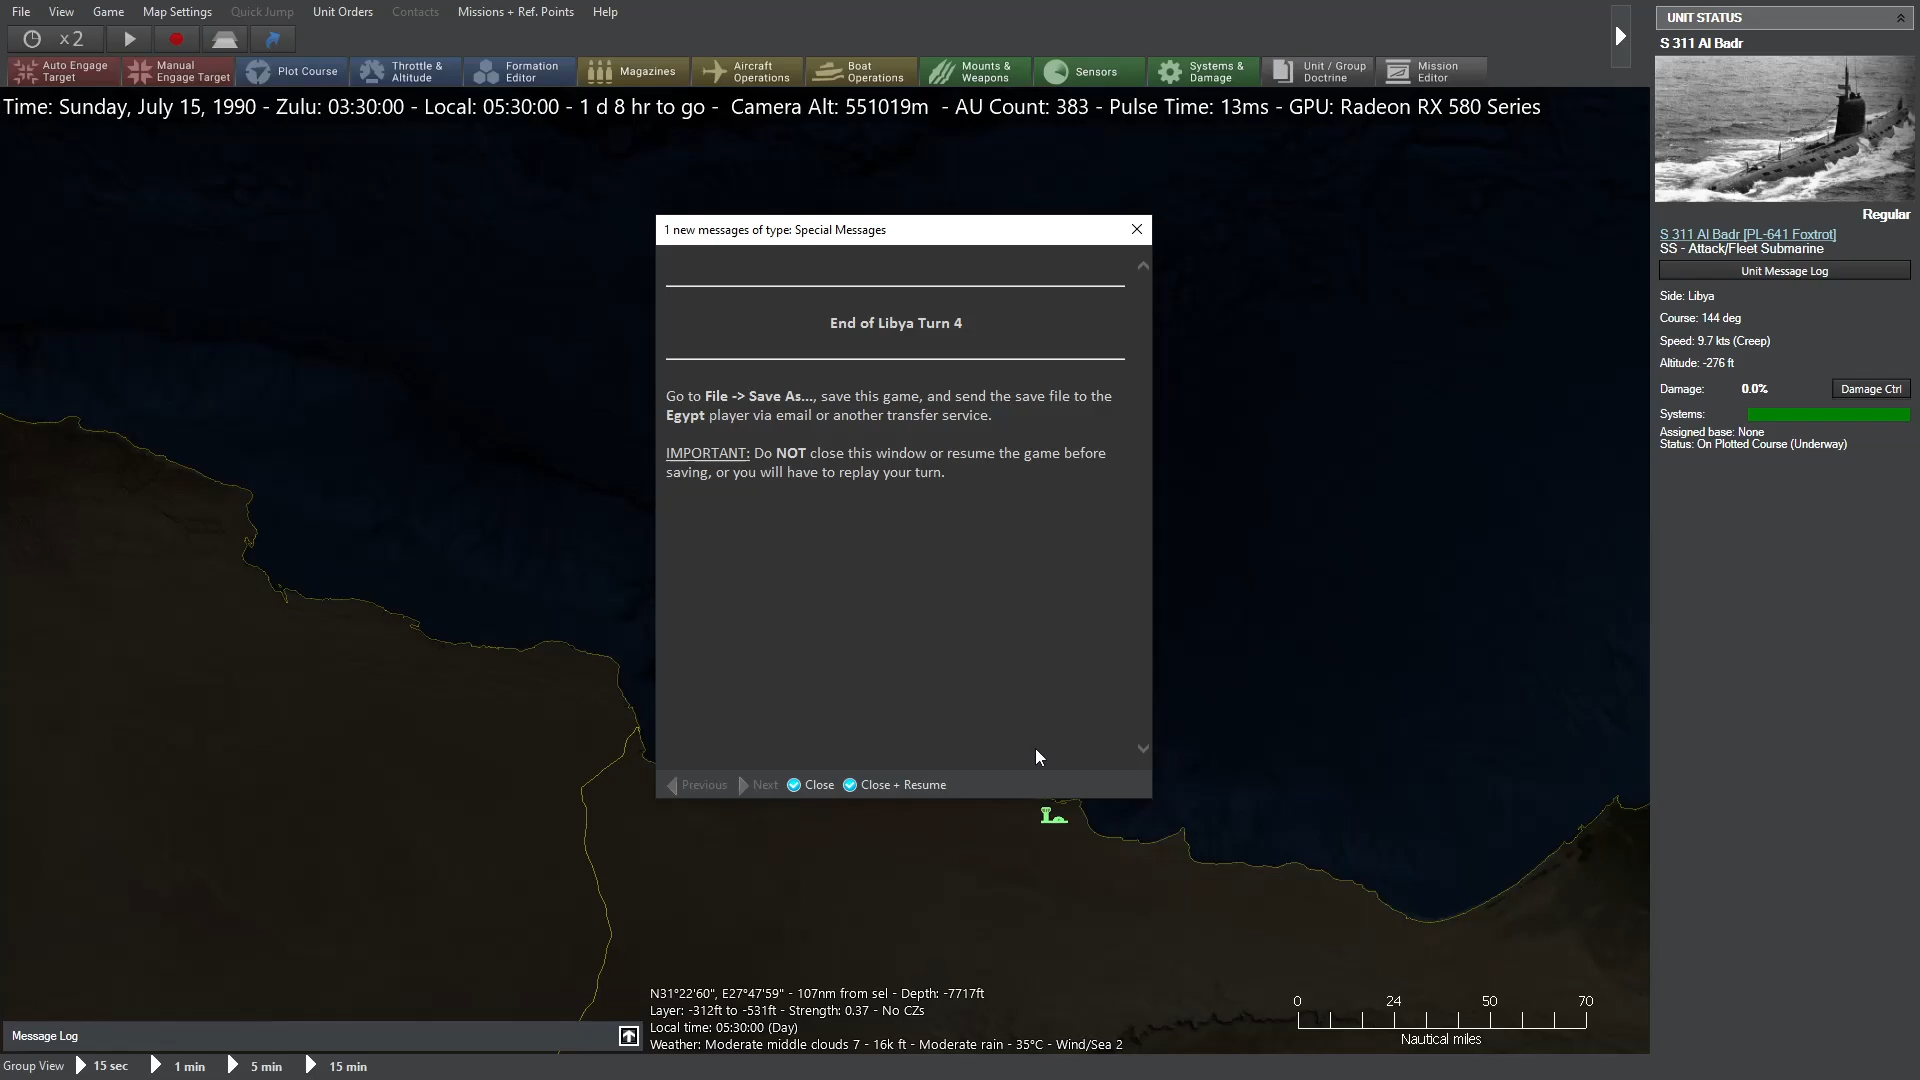 File View Game Map Settings Quick Jump Unit Orders Contacts Missions + Ref. Points Help
x2
Auto Engage Target
Manual Engage Target
Plot Course
Throttle & Altitude
Formation Editor
Magazines
Aircraft Operations
Boat Operations
Mounts & Weapons
Sensors
Systems & Damage
Unit / Group Doctrine
Mission Editor
Time: Sunday, July 15, 1990 - Zulu: 03:30:00 - Local: 05:30:00 - 1 d 8 hr to go - Camera Alt: 551019m - AU Count: 383 - Pulse Time: 13ms - GPU: Radeon RX 580 Series
1 new messages of type: Special Messages
End of Libya Turn 4
Go to File -> Save As..., save this game, and send the save file to the
Egypt player via email or another transfer service.
IMPORTANT: Do NOT close this window or resume the game before
saving, or you will have to replay your turn.
Previous Next Close Close + Resume
N31°22'60", E27°47'59" - 107nm from sel - Depth: -7717ft
Layer: -312ft to -531ft - Strength: 0.37 - No CZs
Local time: 05:30:00 (Day)
Weather: Moderate middle clouds 7 - 16k ft - Moderate rain - 35°C - Wind/Sea 2
0 24 50 70
Nautical miles
Message Log
Group View 15 sec 1 min 5 min 15 min
UNIT STATUS
S 311 Al Badr
Regular
S 311 Al Badr [PL-641 Foxtrot]
SS - Attack/Fleet Submarine
Unit Message Log
Side: Libya
Course: 144 deg
Speed: 9.7 kts (Creep)
Altitude: -276 ft
Damage: 0.0% Damage Ctrl
Systems:
Assigned base: None
Status: On Plotted Course (Underway)